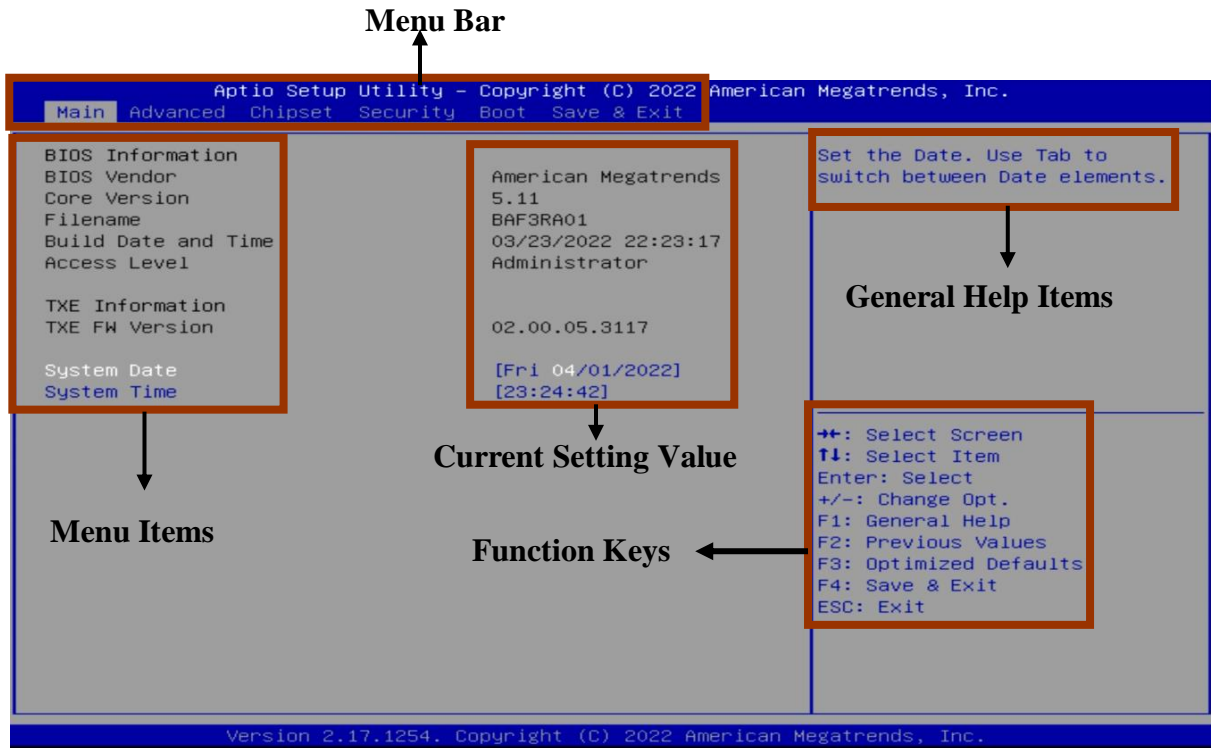 Menu Bar
Aptio Setup Utility – Copyright (C) 2022 American Megatrends, Inc.
Main Advanced Chipset Security Boot Save & Exit
BIOS Information
BIOS Vendor American Megatrends
Core Version 5.11
Filename BAF3RA01
Build Date and Time 03/23/2022 22:23:17
Access Level Administrator
TXE Information
TXE FW Version 02.00.05.3117
System Date [Fri 04/01/2022]
System Time [23:24:42]
Set the Date. Use Tab to
switch between Date elements.
General Help Items
Current Setting Value
Menu Items
Function Keys
→←: Select Screen
↑↓: Select Item
Enter: Select
+/-: Change Opt.
F1: General Help
F2: Previous Values
F3: Optimized Defaults
F4: Save & Exit
ESC: Exit
Version 2.17.1254. Copyright (C) 2022 American Megatrends, Inc.